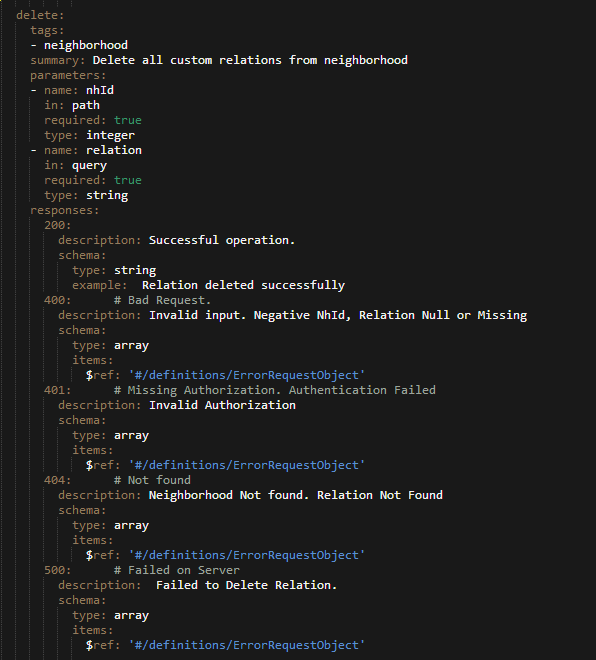 delete:
  tags:
  - neighborhood
  summary: Delete all custom relations from neighborhood
  parameters:
  - name: nhId
    in: path
    required: true
    type: integer
  - name: relation
    in: query
    required: true
    type: string
  responses:
    200:
      description: Successful operation.
      schema:
        type: string
        example:  Relation deleted successfully
    400:      # Bad Request.
      description: Invalid input. Negative NhId, Relation Null or Missing
      schema:
        type: array
        items:
          $ref: '#/definitions/ErrorRequestObject'
    401:      # Missing Authorization. Authentication Failed
      description: Invalid Authorization
      schema:
        type: array
        items:
          $ref: '#/definitions/ErrorRequestObject'
    404:      # Not found
      description: Neighborhood Not found. Relation Not Found
      schema:
        type: array
        items:
          $ref: '#/definitions/ErrorRequestObject'
    500:      # Failed on Server
      description:  Failed to Delete Relation.
      schema:
        type: array
        items:
          $ref: '#/definitions/ErrorRequestObject'